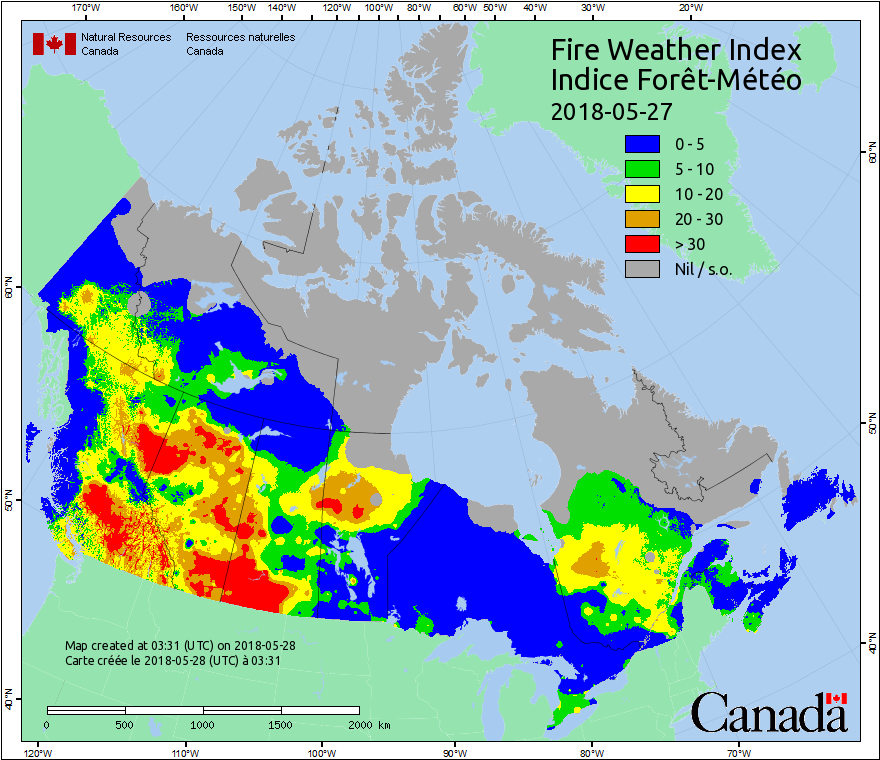 170°W 160°W 150°W 140°W 130°W 120°W 110°W 100°W 90°W 80°W 70°W 60°W 50°W 40°W 30°W 20°W
Natural Resources Canada
Ressources naturelles Canada
Fire Weather Index
Indice Forêt-Météo
2018-05-27
0 - 5
5 - 10
10 - 20
20 - 30
> 30
Nil / s.o.
60°N
50°N
40°N
60°N
50°N
40°N
Map created at 03:31 (UTC) on 2018-05-28
Carte créée le 2018-05-28 (UTC) à 03:31
0 500 1000 1500 2000 km
Canada
120°W 110°W 100°W 90°W 80°W 70°W